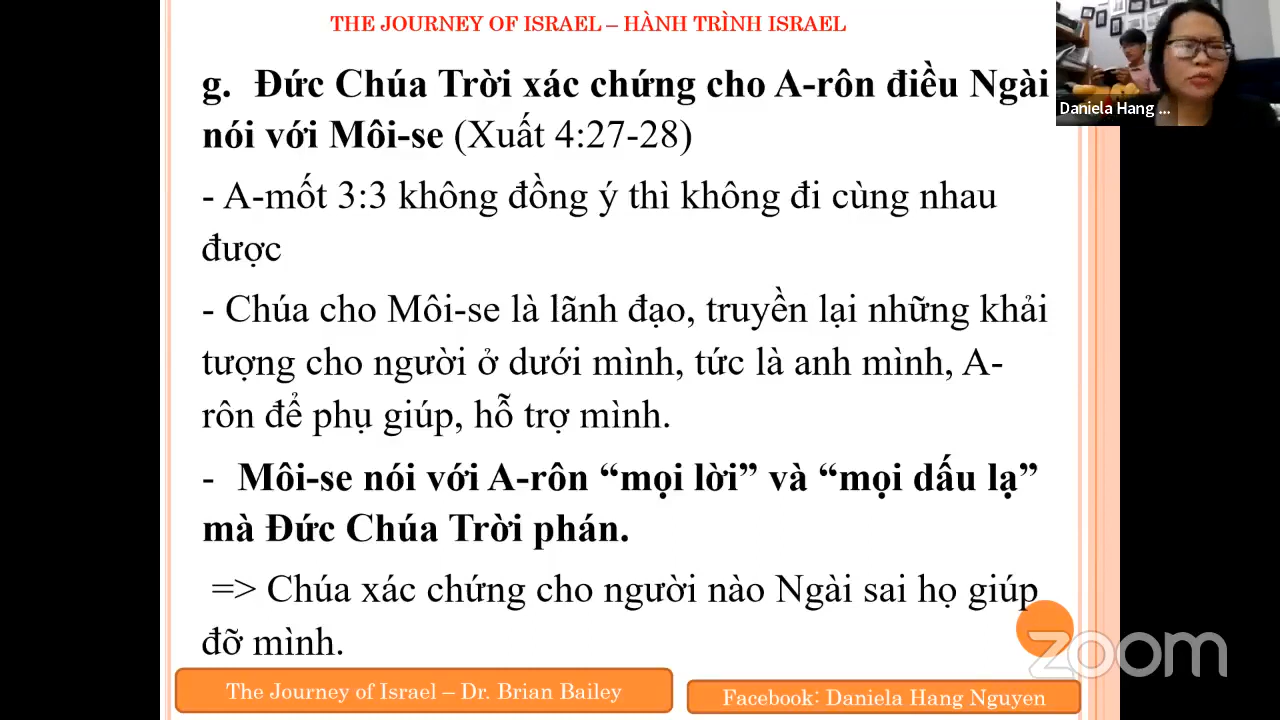 THE JOURNEY OF ISRAEL – HÀNH TRÌNH ISRAEL
g. Đức Chúa Trời xác chứng cho A-rôn điều Ngài
nói với Môi-se (Xuất 4:27-28)
- A-mốt 3:3 không đồng ý thì không đi cùng nhau
được
- Chúa cho Môi-se là lãnh đạo, truyền lại những khải
tượng cho người ở dưới mình, tức là anh mình, A-
rôn để phụ giúp, hỗ trợ mình.
- Môi-se nói với A-rôn “mọi lời” và “mọi dấu lạ”
mà Đức Chúa Trời phán.
=> Chúa xác chứng cho người nào Ngài sai họ giúp
đỡ mình.
The Journey of Israel – Dr. Brian Bailey
Facebook: Daniela Hang Nguyen
Daniela Hang ...
zoom